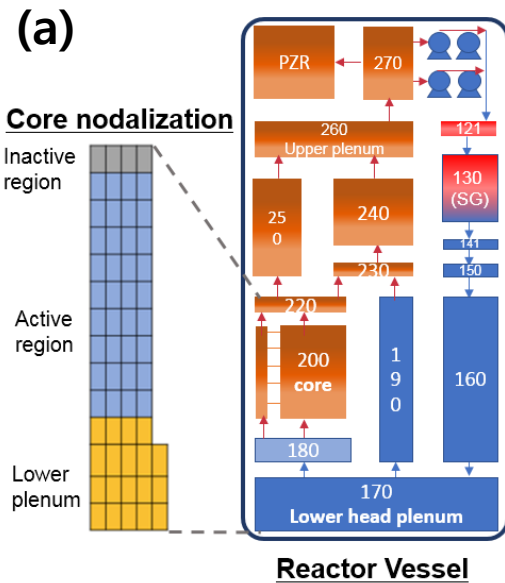 (a)
Core nodalization
Inactive
region
Active
region
Lower
plenum
PZR
270
260
Upper plenum
121
130
(SG)
25
0
240
141
230
150
220
200
core
1
9
0
160
180
170
Lower head plenum
Reactor Vessel